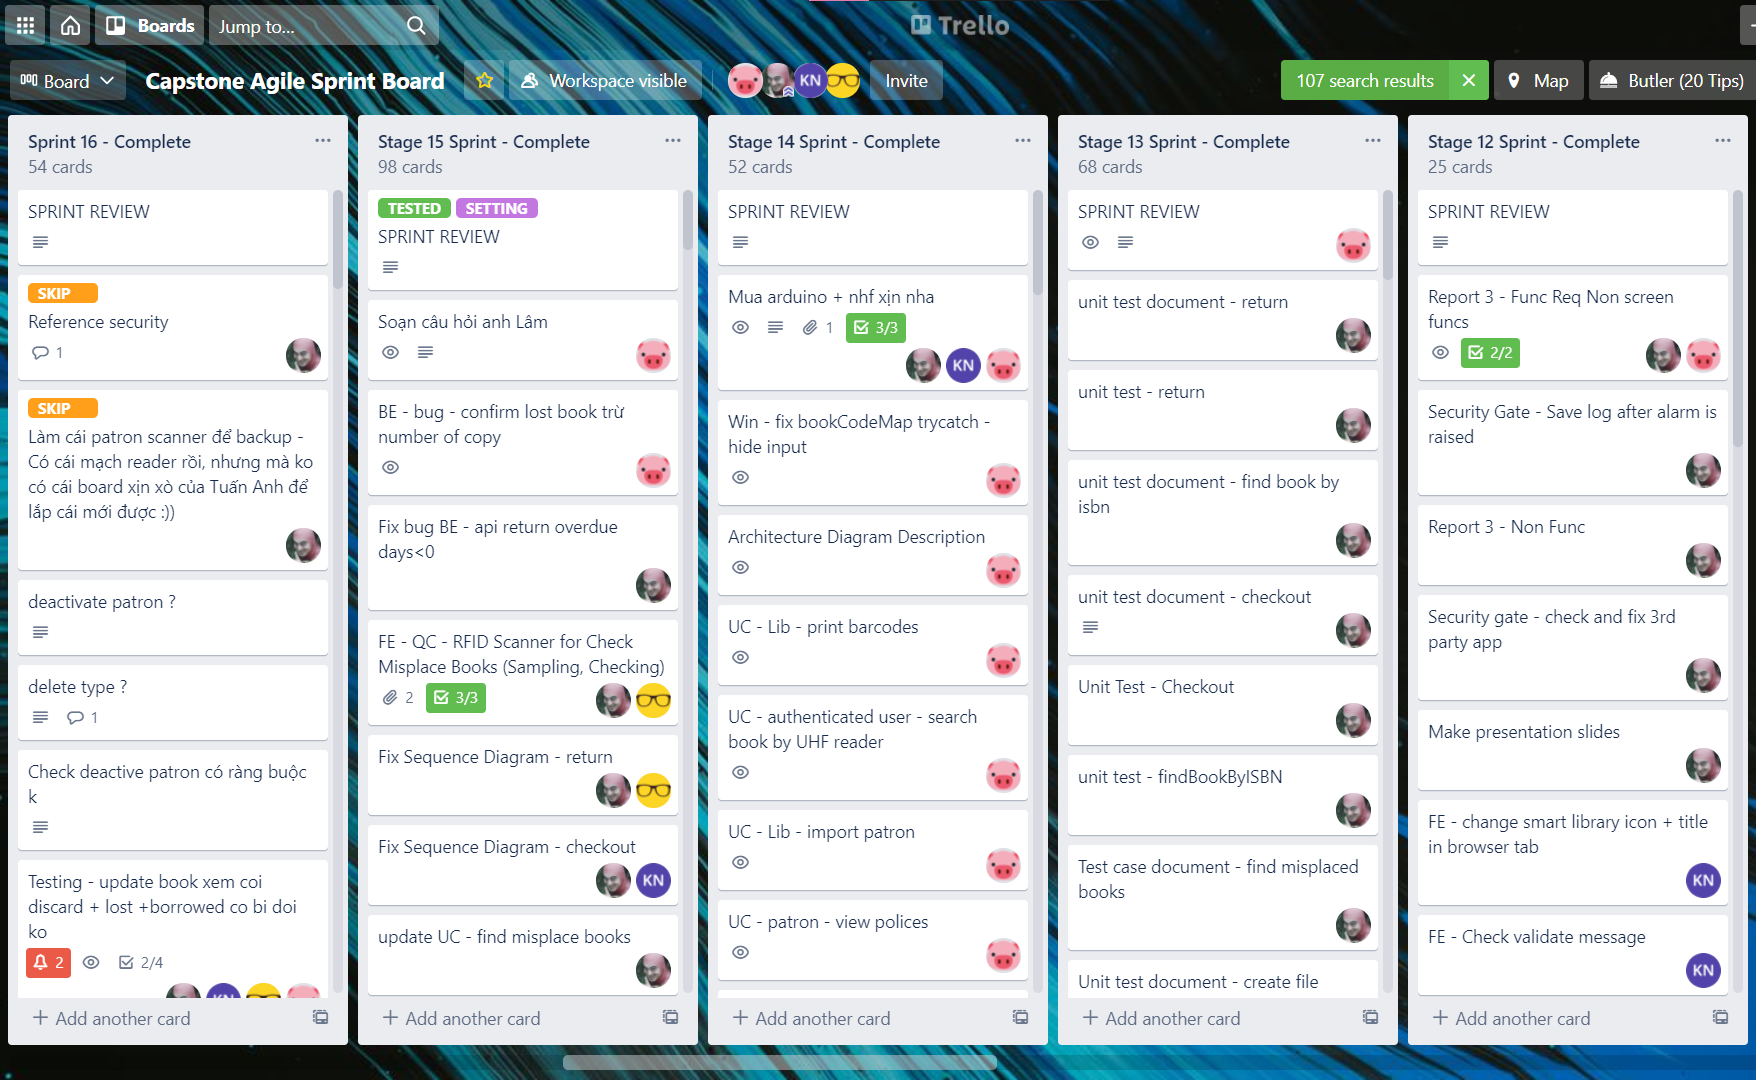 Boards
Jump to...
Trello
Board
Capstone Agile Sprint Board
Workspace visible
KN
Invite
107 search results
Map
Butler (20 Tips)
Sprint 16 - Complete
54 cards
SPRINT REVIEW
SKIP
Reference security
1
SKIP
Làm cái patron scanner để backup -
Có cái mạch reader rồi, nhưng mà ko
có cái board xịn xò của Tuấn Anh để
lắp cái mới được :))
deactivate patron ?
delete type ?
1
Check deactive patron có ràng buộc
k
Testing - update book xem coi
discard + lost +borrowed co bi doi
ko
2
2/4
KN
Add another card
Stage 15 Sprint - Complete
98 cards
TESTED SETTING
SPRINT REVIEW
Soạn câu hỏi anh Lâm
BE - bug - confirm lost book trừ
number of copy
Fix bug BE - api return overdue
days<0
FE - QC - RFID Scanner for Check
Misplace Books (Sampling, Checking)
2 3/3
Fix Sequence Diagram - return
Fix Sequence Diagram - checkout
KN
update UC - find misplace books
Add another card
Stage 14 Sprint - Complete
52 cards
SPRINT REVIEW
Mua arduino + nhf xịn nha
1 3/3
KN
Win - fix bookCodeMap trycatch -
hide input
Architecture Diagram Description
UC - Lib - print barcodes
UC - authenticated user - search
book by UHF reader
UC - Lib - import patron
UC - patron - view polices
Add another card
Stage 13 Sprint - Complete
68 cards
SPRINT REVIEW
unit test document - return
unit test - return
unit test document - find book by
isbn
unit test document - checkout
Unit Test - Checkout
unit test - findBookByISBN
Test case document - find misplaced
books
Unit test document - create file
Add another card
Stage 12 Sprint - Complete
25 cards
SPRINT REVIEW
Report 3 - Func Req Non screen
funcs
2/2
Security Gate - Save log after alarm is
raised
Report 3 - Non Func
Security gate - check and fix 3rd
party app
Make presentation slides
FE - change smart library icon + title
in browser tab
KN
FE - Check validate message
KN
Add another card